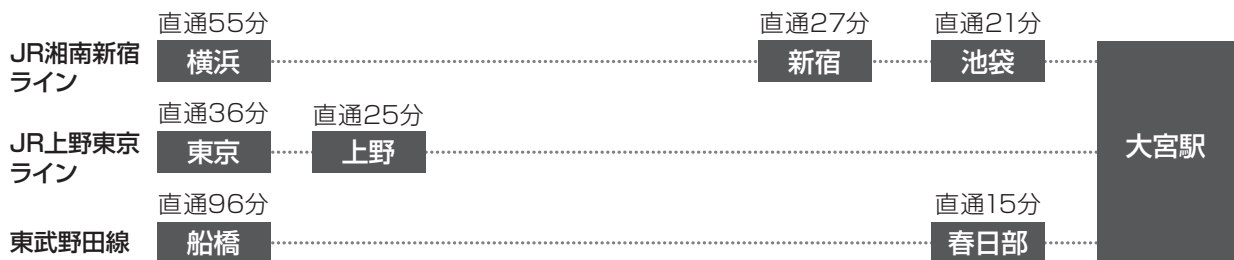 直通55分
直通27分
直通21分
JR湘南新宿
ライン
横浜
新宿
池袋
直通36分
直通25分
JR上野東京
ライン
東京
上野
大宮駅
直通96分
直通15分
東武野田線
船橋
春日部